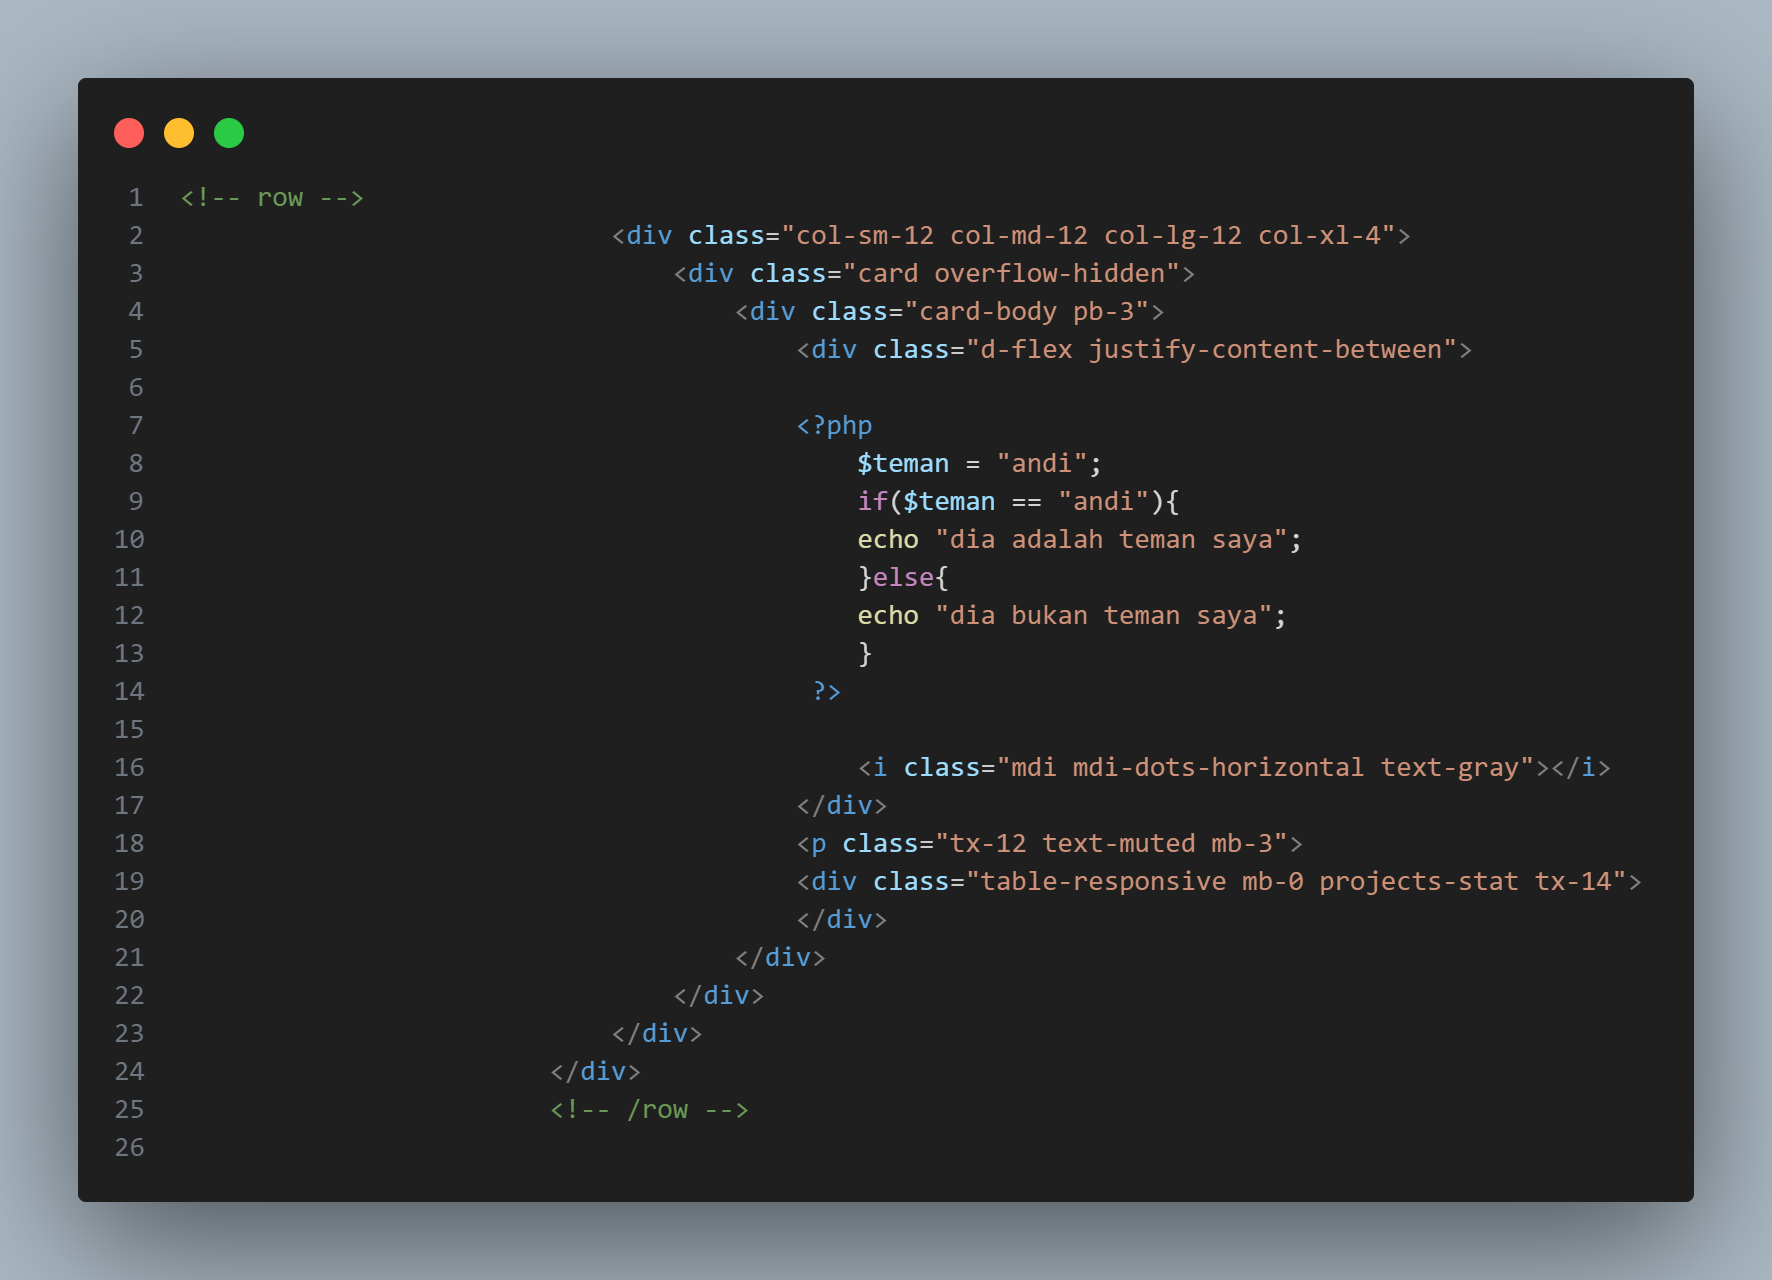 1 <!-- row -->
2 <div class="col-sm-12 col-md-12 col-lg-12 col-xl-4">
3 <div class="card overflow-hidden">
4 <div class="card-body pb-3">
5 <div class="d-flex justify-content-between">
6
7 <?php
8 $teman = "andi";
9 if($teman == "andi"){
10 echo "dia adalah teman saya";
11 }else{
12 echo "dia bukan teman saya";
13 }
14 ?>
15
16 <i class="mdi mdi-dots-horizontal text-gray"></i>
17 </div>
18 <p class="tx-12 text-muted mb-3">
19 <div class="table-responsive mb-0 projects-stat tx-14">
20 </div>
21 </div>
22 </div>
23 </div>
24 </div>
25 <!-- /row -->
26